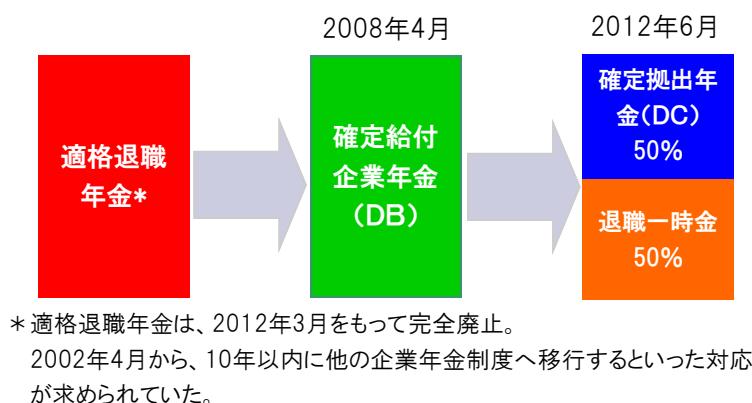 2008年4月
2012年6月
適格退職
年金*
確定給付
企業年金
(DB)
確定拠出年
金(DC)
50%
退職一時金
50%
*適格退職年金は、2012年3月をもって完全廃止。
2002年4月から、10年以内に他の企業年金制度へ移行するといった対応
が求められていた。